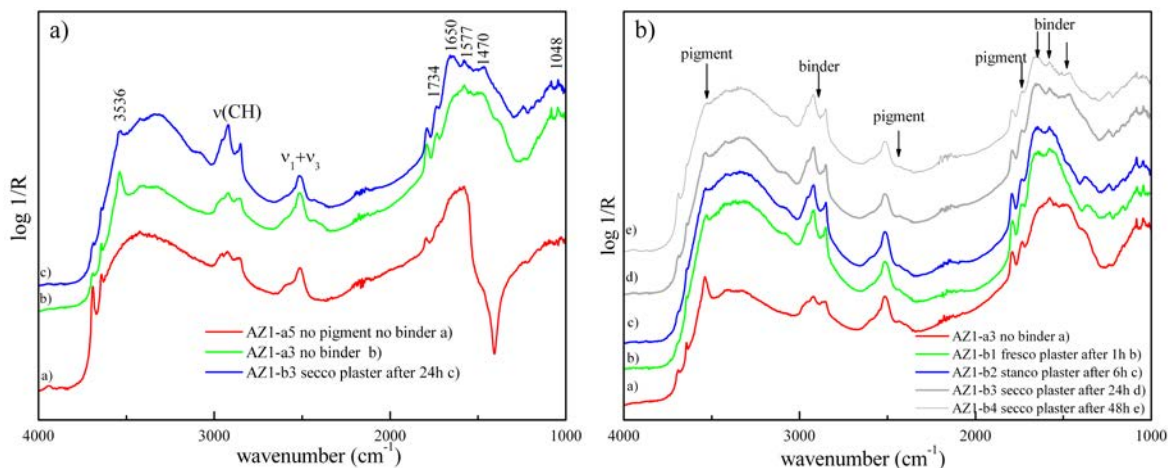 a)
3536
ν(CH)
ν1+ν3
1734
1650
1577
1470
1048
log 1/R
c)
b)
a)
AZ1-a5 no pigment no binder a)
AZ1-a3 no binder b)
AZ1-b3 secco plaster after 24h c)
4000 3000 2000 1000
wavenumber (cm-1)
b)
pigment
binder
pigment
pigment
binder
log 1/R
e)
d)
c)
b)
a)
AZ1-a3 no binder a)
AZ1-b1 fresco plaster after 1h b)
AZ1-b2 stanco plaster after 6h c)
AZ1-b3 secco plaster after 24h d)
AZ1-b4 secco plaster after 48h e)
4000 3000 2000 1000
wavenumber (cm-1)